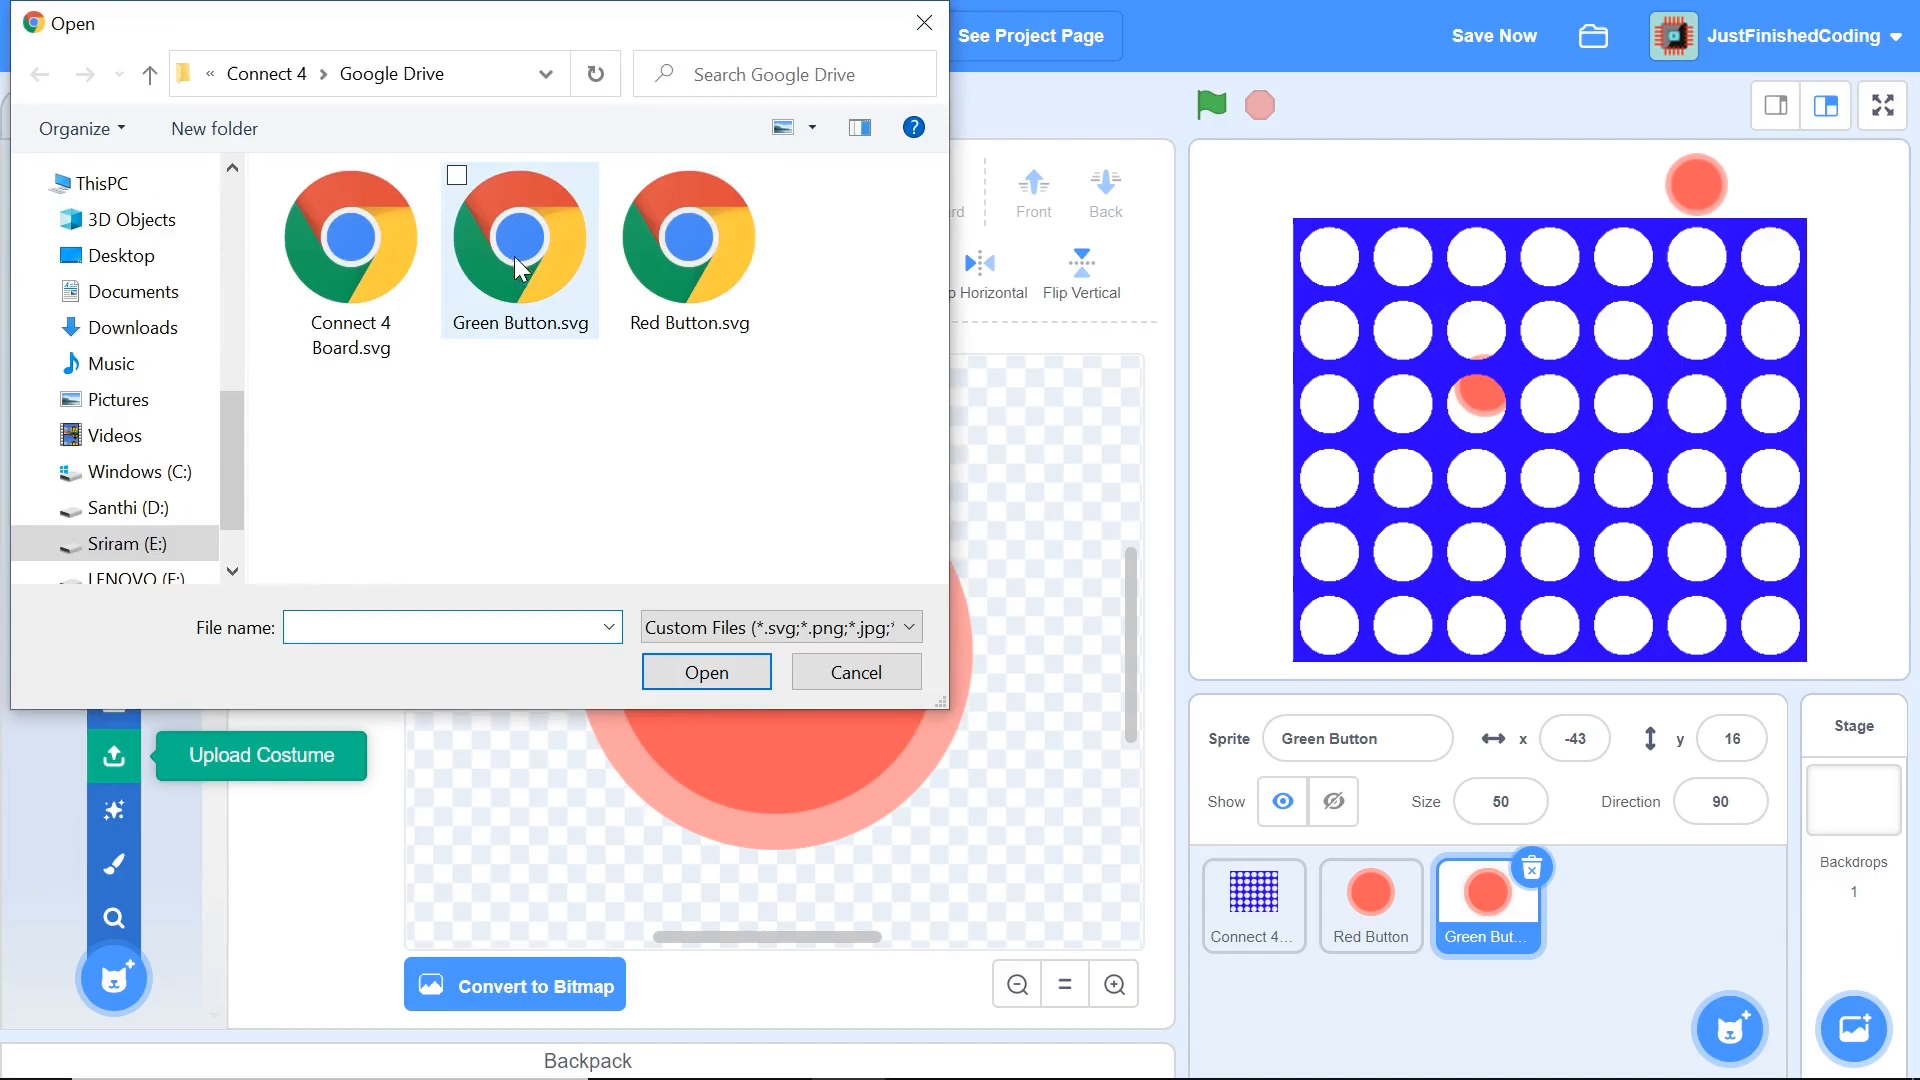 Open
See Project Page
Save Now
JustFinishedCoding
« Connect 4 > Google Drive
Search Google Drive
Organize
New folder
ThisPC
3D Objects
Desktop
Documents
Downloads
Music
Pictures
Videos
Windows (C:)
Santhi (D:)
Sriram (E:)
LENOVO (F:)
Connect 4
Board.svg
Green Button.svg
Red Button.svg
File name:
Custom Files (*.svg;*.png;*.jpg;*
Open
Cancel
rd
Front
Back
p Horizontal
Flip Vertical
Upload Costume
Convert to Bitmap
Backpack
Sprite
Green Button
x
-43
y
16
Show
Size
50
Direction
90
Connect 4...
Red Button
Green But...
Stage
Backdrops
1